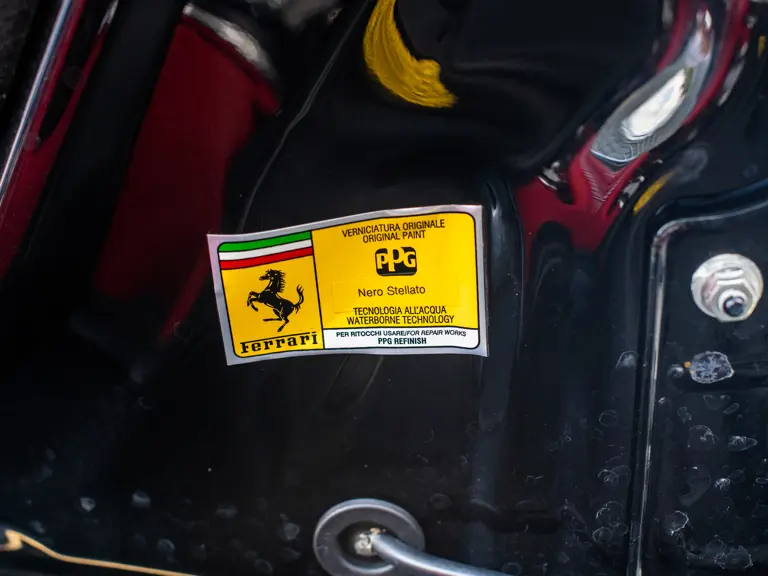 VERNICIATURA ORIGINALE
ORIGINAL PAINT
PPG
Nero Stellato
TECNOLOGIA ALL'ACQUA
WATERBORNE TECHNOLOGY
PER RITOCCHI USARE/FOR REPAIR WORKS
PPG REFINISH
Ferrari